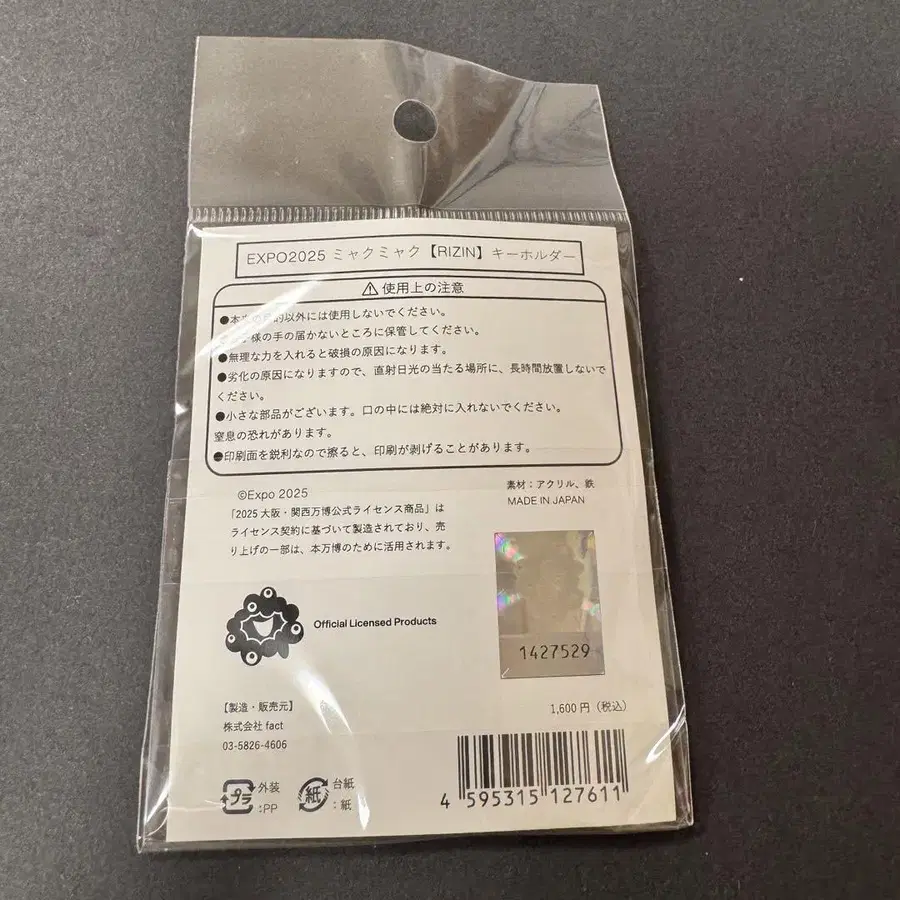 EXPO2025 ミャクミャク【RIZIN】キーホルダー
⚠使用上の注意
●本来の目的以外には使用しないでください。
様の手の届かないところに保管してください。
●無理な力を入れると破損の原因になります。
●劣化の原因になりますので、直射日光の当たる場所に、長時間放置しないで
ください。
●小さな部品がございます。口の中には絶対に入れないでください。
窒息の恐れがあります。
●印刷面を鋭利なので擦ると、印刷が剥げることがあります。
©Expo 2025
「2025 大阪・関西万博公式ライセンス商品」は
ライセンス契約に基づいて製造されており、売
り上げの一部は、本万博のために活用されます。
素材：アクリル、鉄
MADE IN JAPAN
1427529
Official Licensed Products
【製造・販売元】
株式会社 fact
03-5826-4606
1,600円（税込）
プラ 外装
:PP
紙 台紙
：紙
4 595315 127611